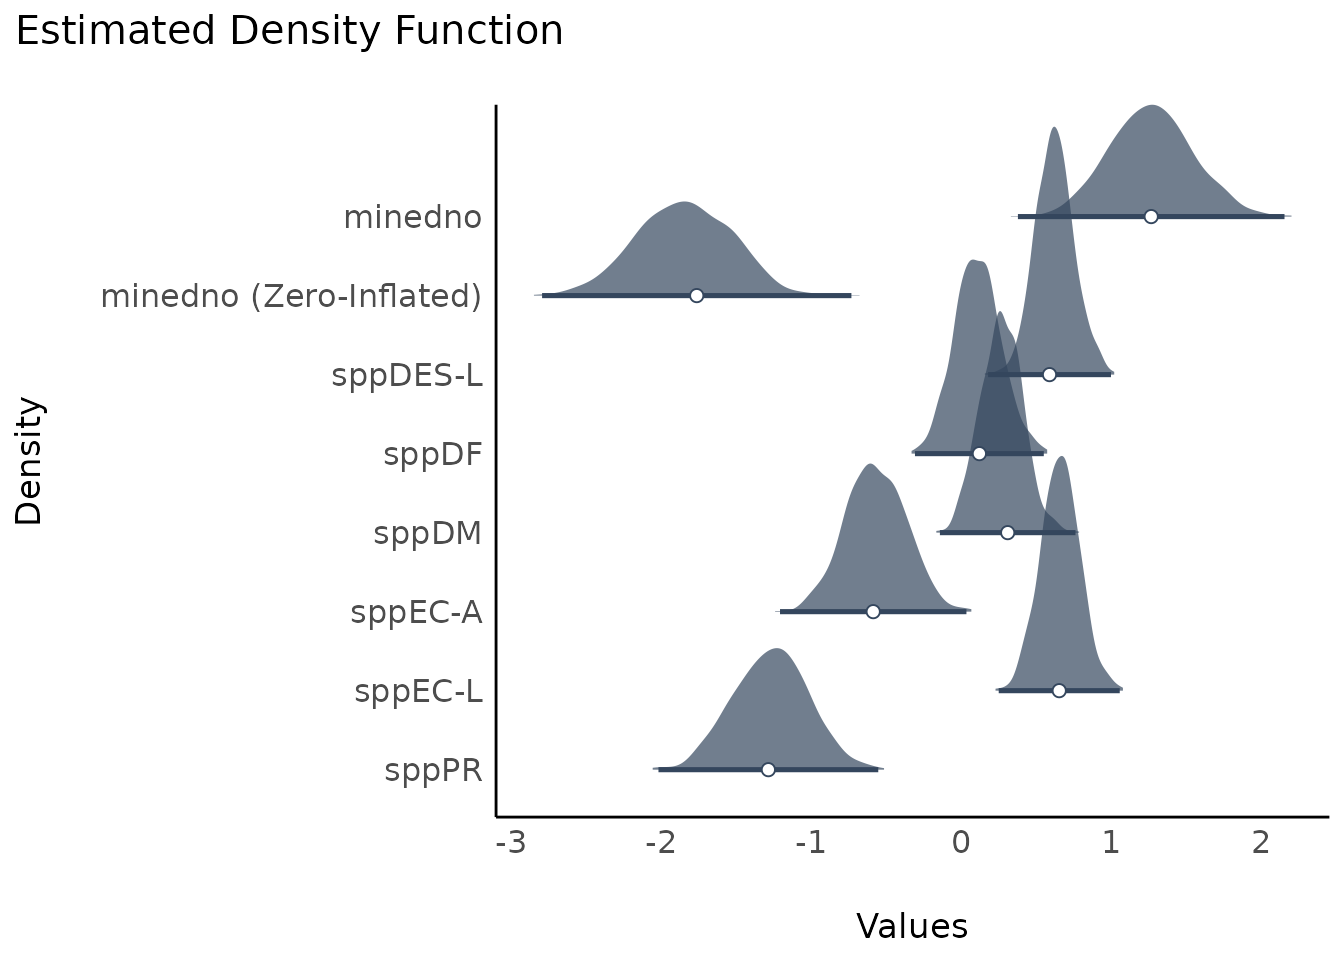 Estimated Density Function
Density
minedno
minedno (Zero-Inflated)
sppDES-L
sppDF
sppDM
sppEC-A
sppEC-L
sppPR
-3 -2 -1 0 1 2
Values